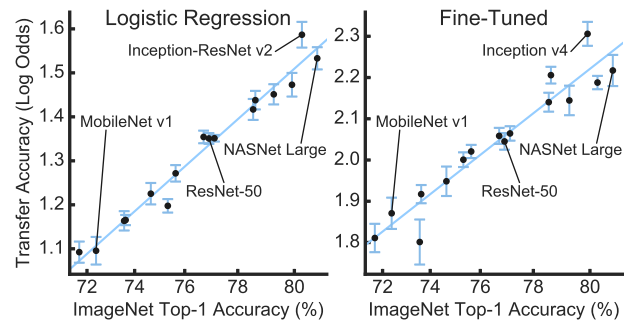 Logistic Regression
Transfer Accuracy (Log Odds)
1.6
1.5
1.4
1.3
1.2
1.1
Inception-ResNet v2
MobileNet v1
NASNet Large
ResNet-50
72 74 76 78 80
ImageNet Top-1 Accuracy (%)
Fine-Tuned
2.3
2.2
2.1
2.0
1.9
1.8
Inception v4
MobileNet v1
NASNet Large
ResNet-50
72 74 76 78 80
ImageNet Top-1 Accuracy (%)